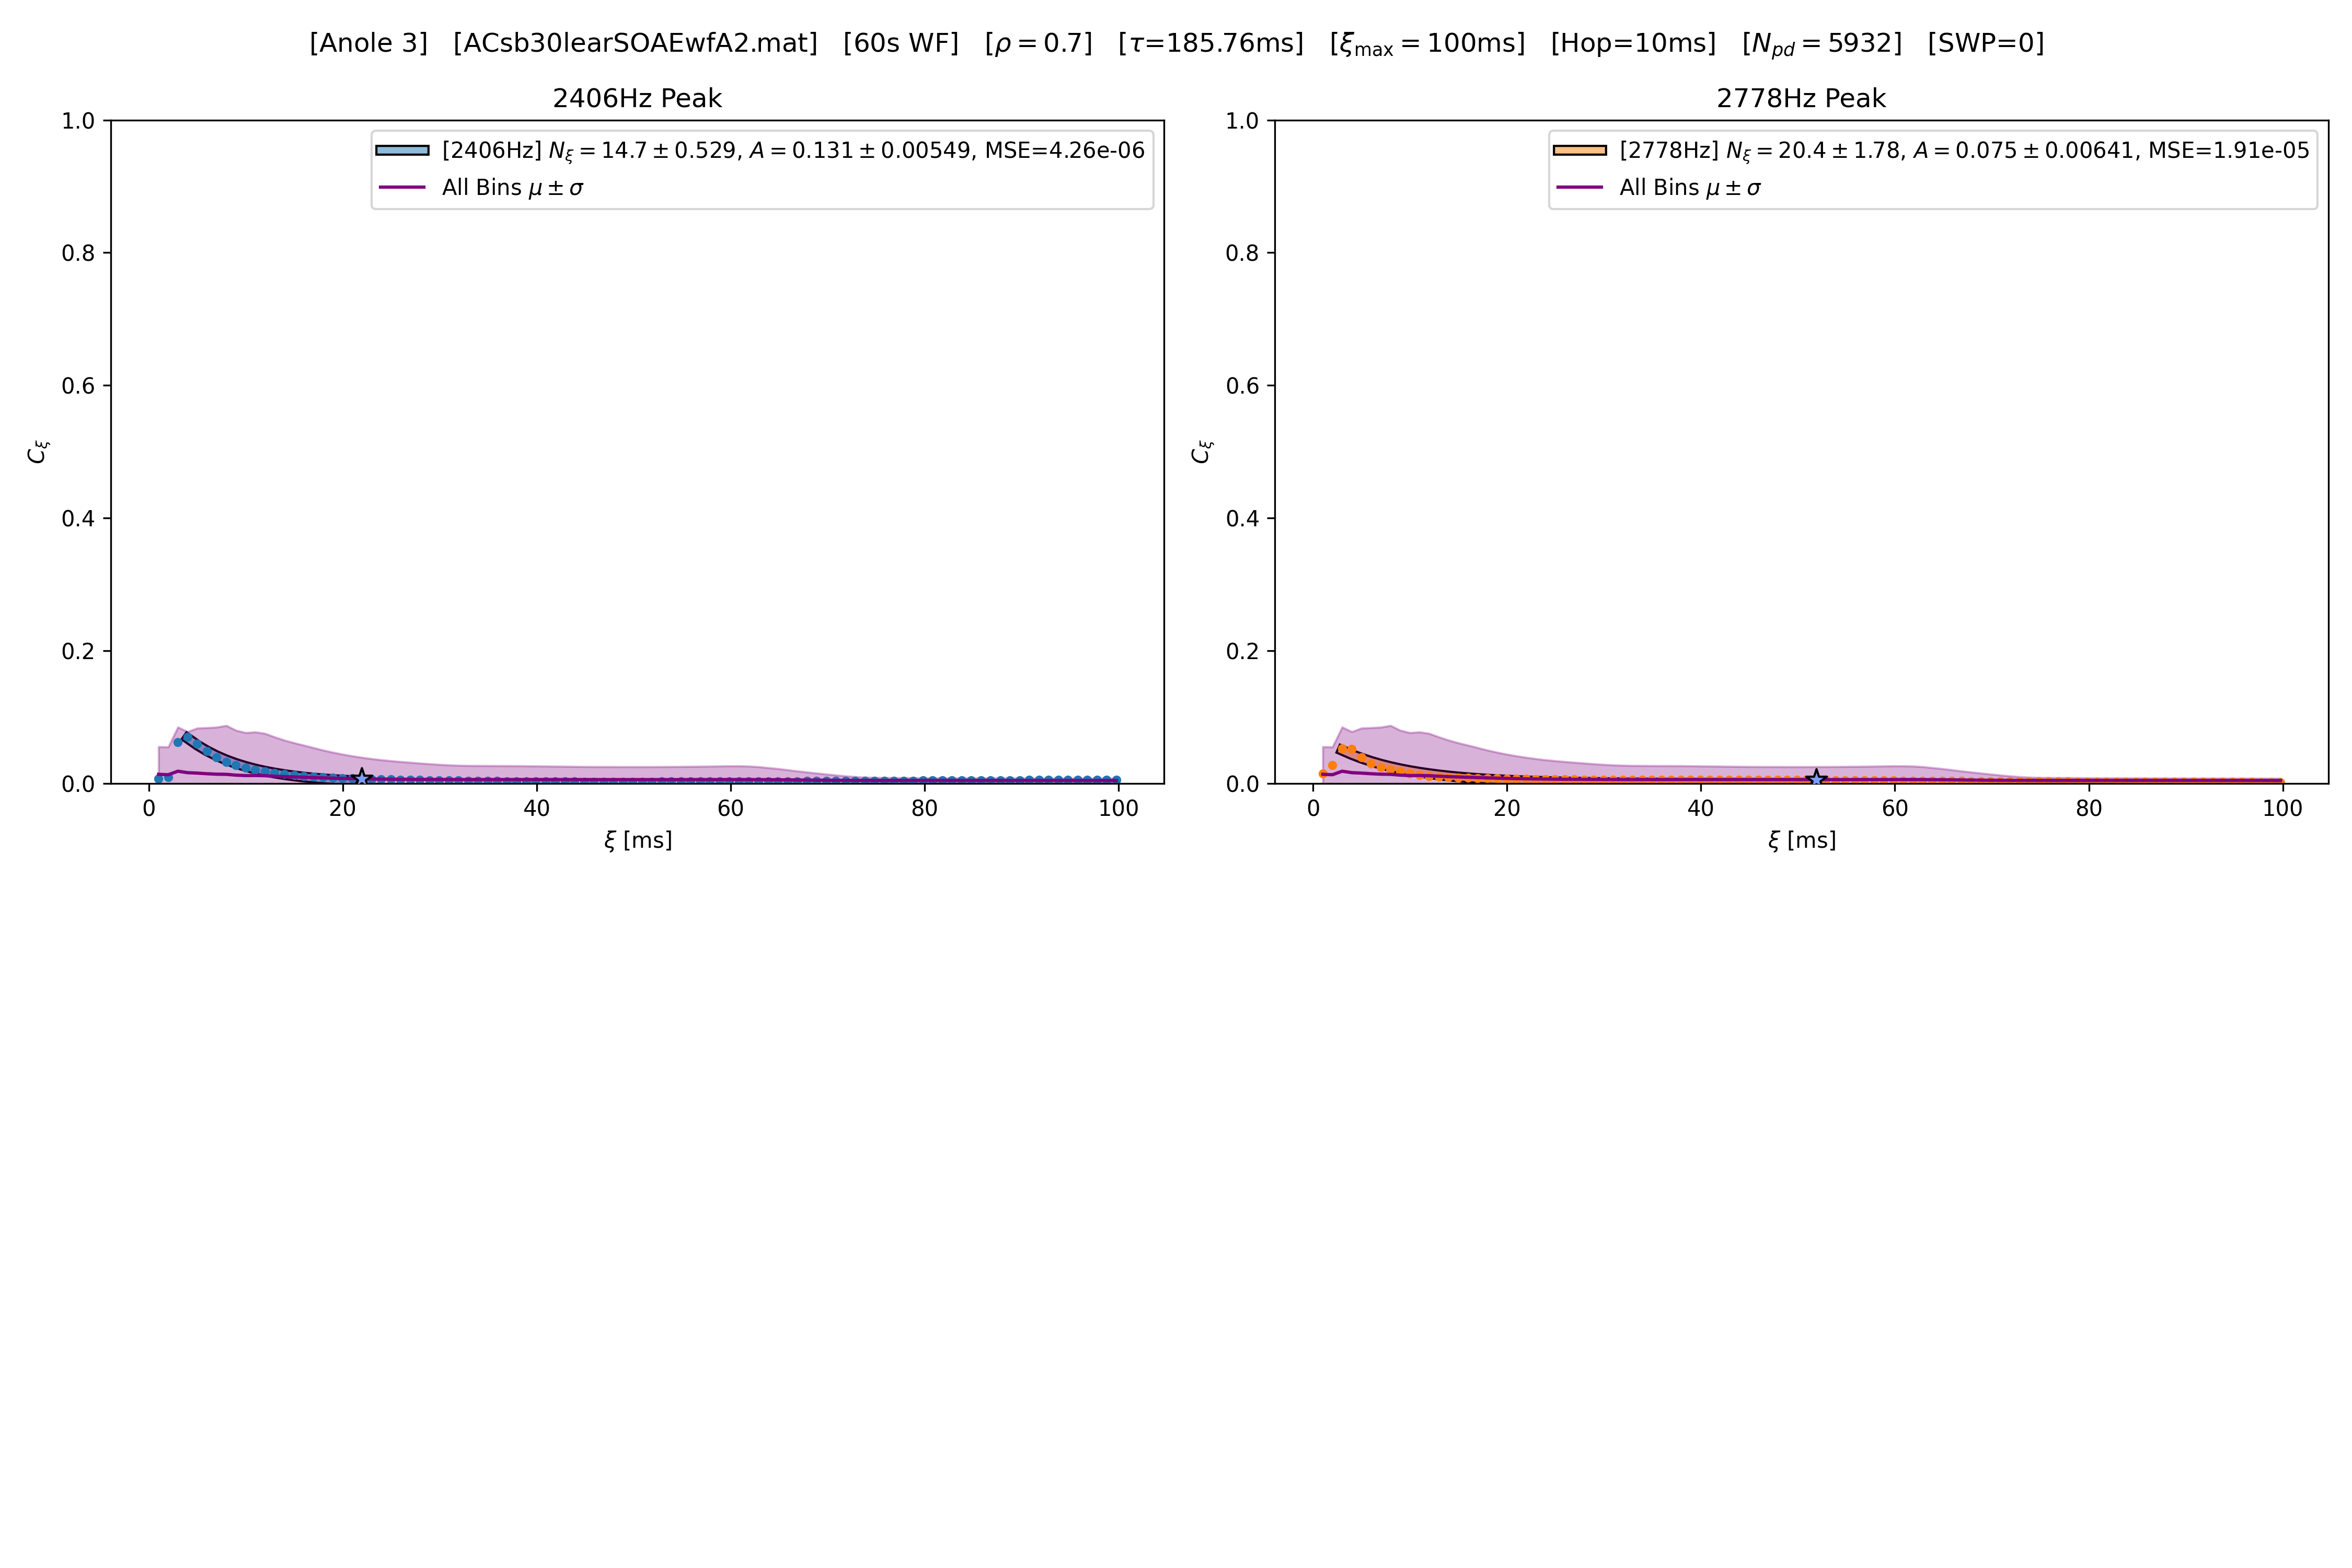 [Anole 3] [ACsb30learSOAEwfA2.mat] [60s WF] [ρ = 0.7] [τ=185.76ms] [ξmax = 100ms] [Hop=10ms] [Npd = 5932] [SWP=0]
2406Hz Peak
1.0
0.8
0.6
0.4
0.2
0.0
Cξ
[2406Hz] Nξ = 14.7 ± 0.529, A = 0.131 ± 0.00549, MSE=4.26e-06
All Bins μ ± σ
0 20 40 60 80 100
ξ [ms]
2778Hz Peak
1.0
0.8
0.6
0.4
0.2
0.0
Cξ
[2778Hz] Nξ = 20.4 ± 1.78, A = 0.075 ± 0.00641, MSE=1.91e-05
All Bins μ ± σ
0 20 40 60 80 100
ξ [ms]